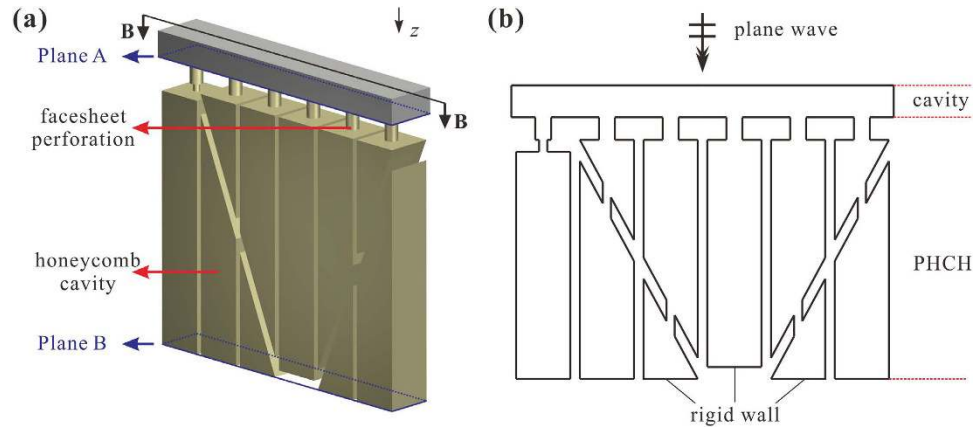 (a)
B
z
Plane A
facesheet
perforation
B
honeycomb
cavity
Plane B
(b)
plane wave
cavity
PHCH
rigid wall